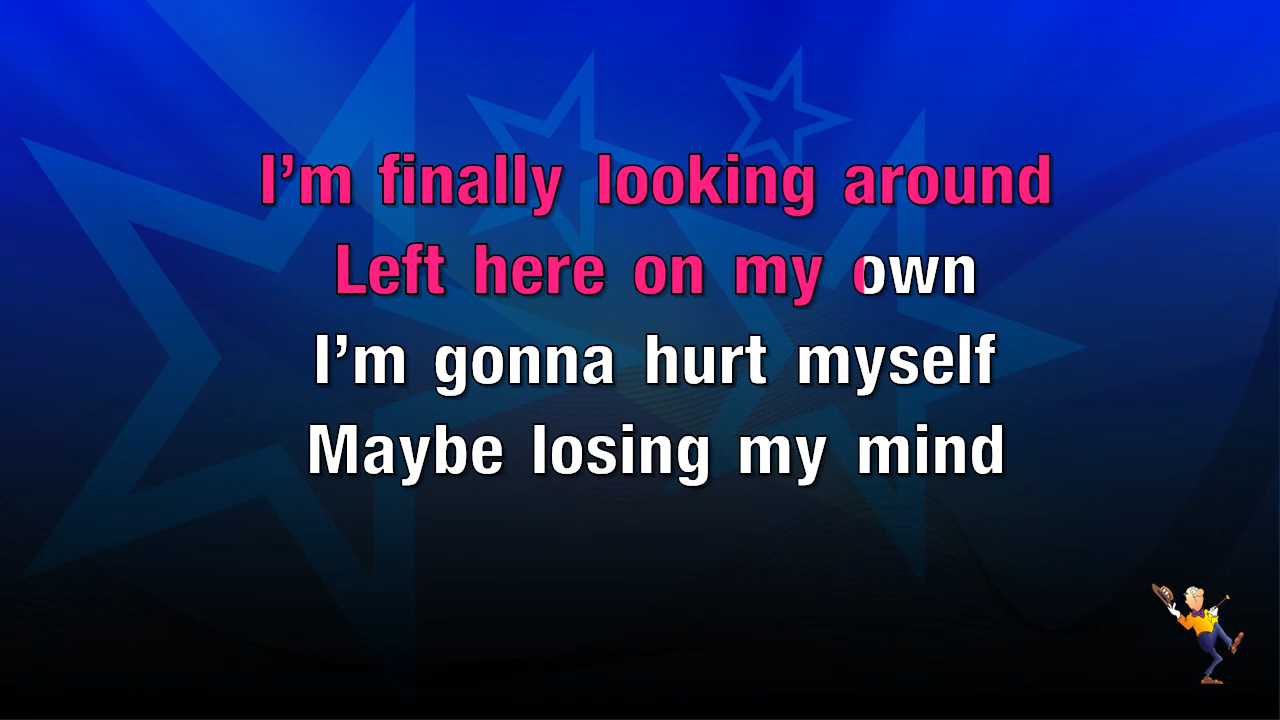 I’m finally looking around
Left here on my own
I’m gonna hurt myself
Maybe losing my mind